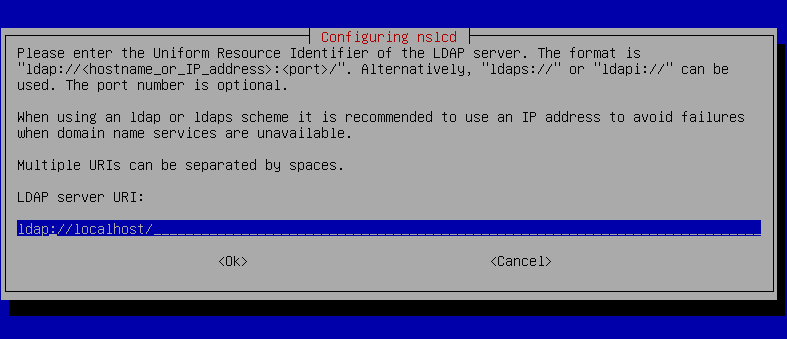 Configuring nslcd
Please enter the Uniform Resource Identifier of the LDAP server. The format is
"ldap://<hostname_or_IP_address>:<port>/". Alternatively, "ldaps://" or "ldapi://" can be
used. The port number is optional.
When using an ldap or ldaps scheme it is recommended to use an IP address to avoid failures
when domain name services are unavailable.
Multiple URIs can be separated by spaces.
LDAP server URI:
ldap://localhost/
<Ok> <Cancel>